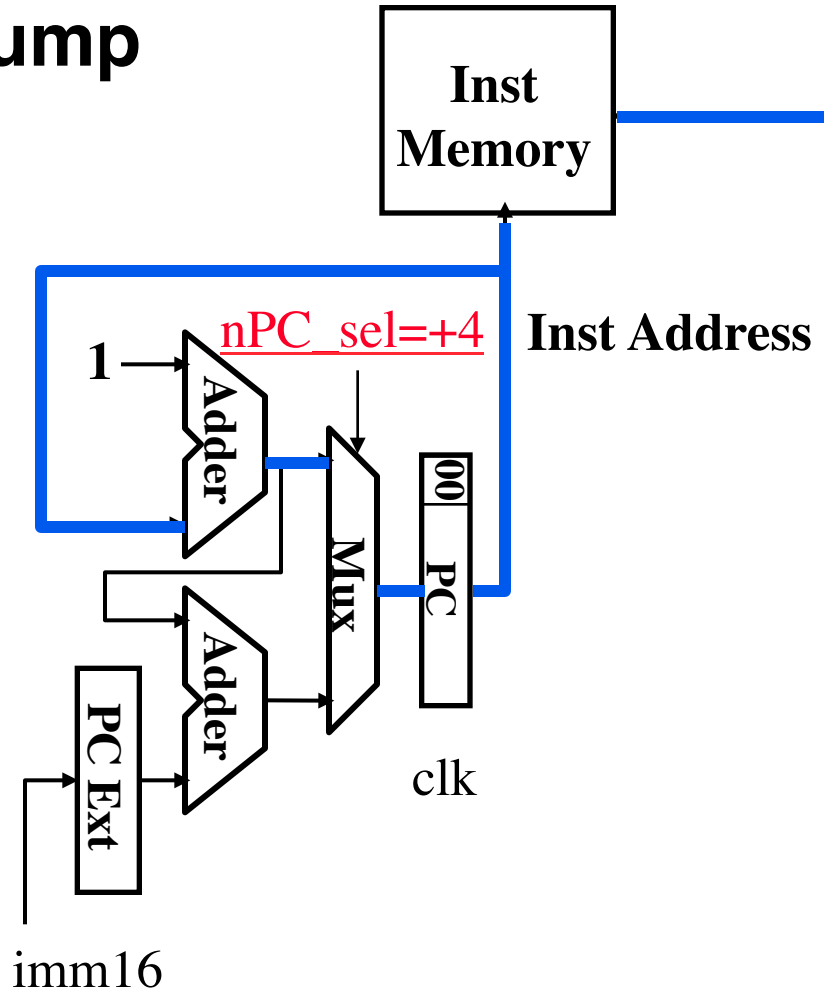 ump
Inst
Memory
nPC_sel=+4
Inst Address
1
Adder
00
Mux
PC
Adder
PC Ext
clk
imm16